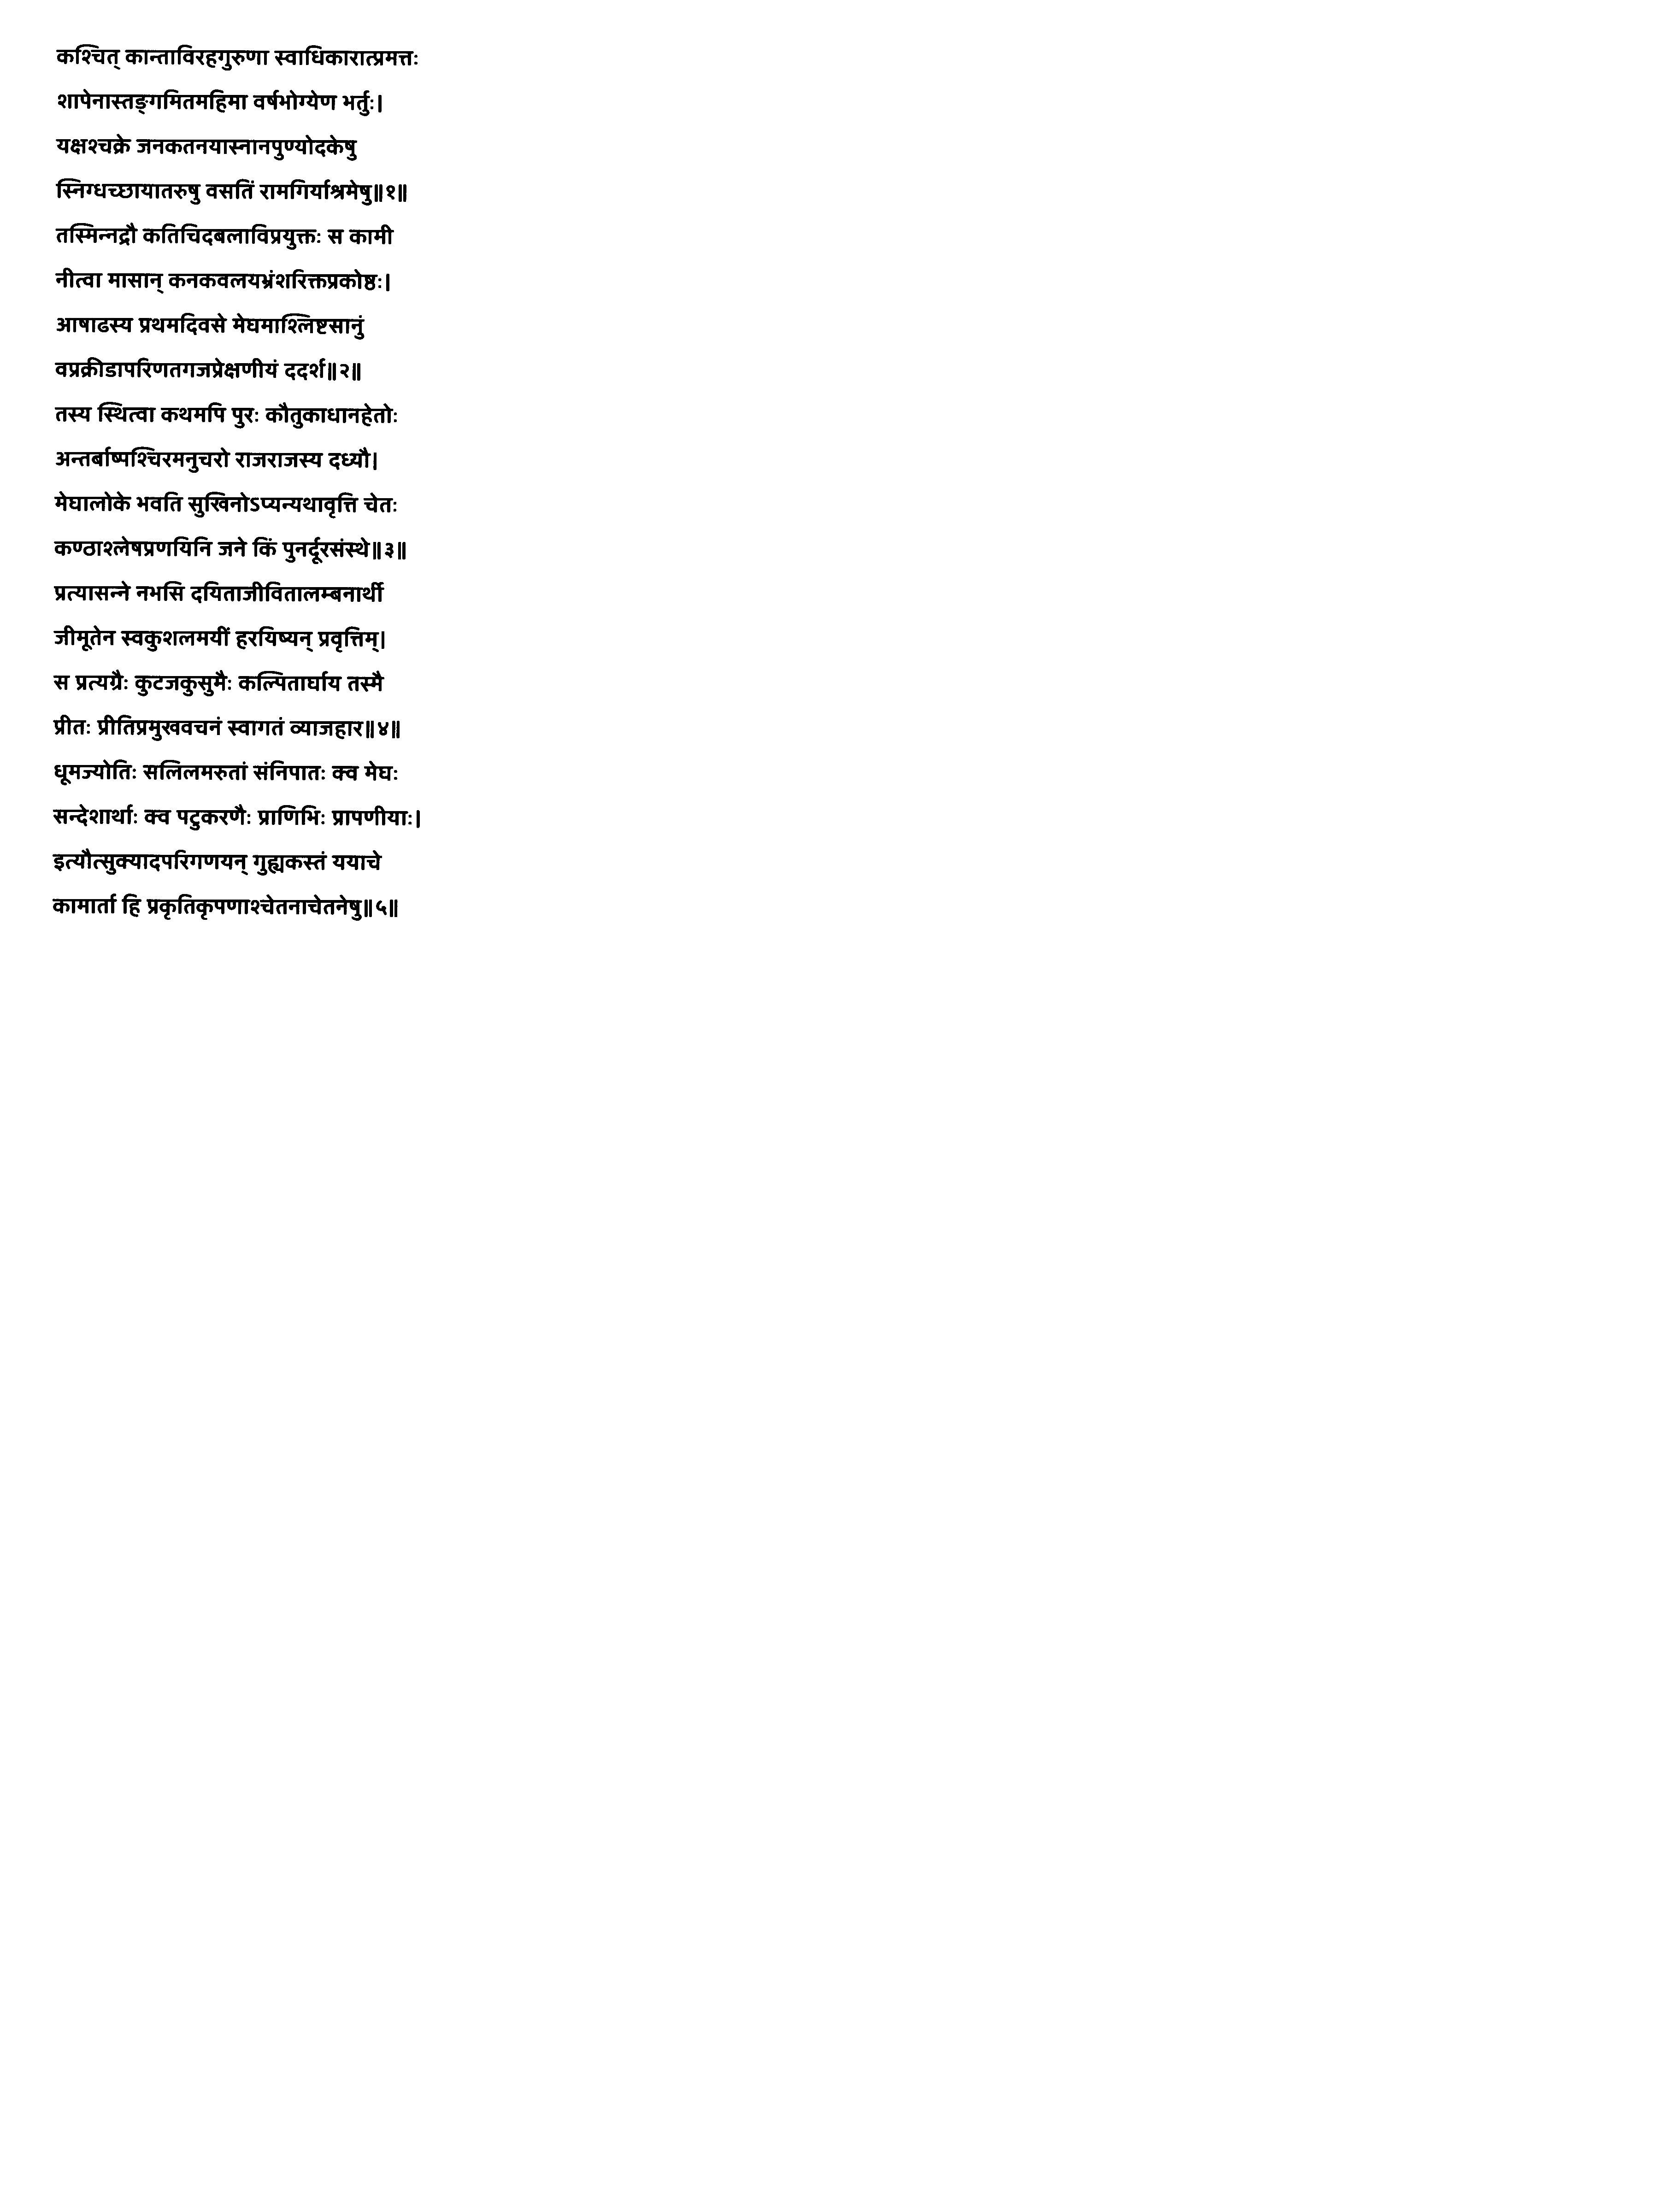 कश्चित् कान्ताविरहगुरुणा स्वाधिकारात्प्रमत्तः
शापेनास्तङ्गमितमहिमा वर्षभोग्येण भर्तुः।
यक्षश्चक्रे जनकतनयास्नानपुण्योदकेषु
स्निग्धच्छायातरुषु वसतिं रामगिर्याश्रमेषु॥१॥
तस्मिन्नद्रौ कतिचिदबलाविप्रयुक्तः स कामी
नीत्वा मासान् कनकवलयभ्रंशरिक्तप्रकोष्ठः।
आषाढस्य प्रथमदिवसे मेघमाश्लिष्टसानुं
वप्रक्रीडापरिणतगजप्रेक्षणीयं ददर्श॥२॥
तस्य स्थित्वा कथमपि पुरः कौतुकाधानहेतोः
अन्तर्बाष्पश्चिरमनुचरो राजराजस्य दध्यौ।
मेघालोके भवति सुखिनोऽप्यन्यथावृत्ति चेतः
कण्ठाश्लेषप्रणयिनि जने किं पुनर्दूरसंस्थे॥३॥
प्रत्यासन्ने नभसि दयिताजीवितालम्बनार्थी
जीमूतेन स्वकुशलमयीं हरयिष्यन् प्रवृत्तिम्।
स प्रत्यग्रैः कुटजकुसुमैः कल्पितार्घाय तस्मै
प्रीतः प्रीतिप्रमुखवचनं स्वागतं व्याजहार॥४॥
धूमज्योतिः सलिलमरुतां संनिपातः क्व मेघः
सन्देशार्थाः क्व पटुकरणैः प्राणिभिः प्रापणीयाः।
इत्यौत्सुक्यादपरिगणयन् गुह्यकस्तं ययाचे
कामार्ता हि प्रकृतिकृपणाश्चेतनाचेतनेषु॥५॥